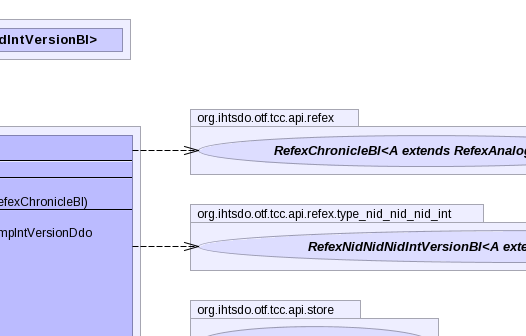 dIntVersionBI>
org.ihtsdo.otf.tcc.api.refex
RefexChronicleBI<A extends RefexAnalog
efexChronicleBI)
org.ihtsdo.otf.tcc.api.refex.type_nid_nid_nid_int
mpIntVersionDdo
RefexNidNidNidIntVersionBI<A exte
org.ihtsdo.otf.tcc.api.store